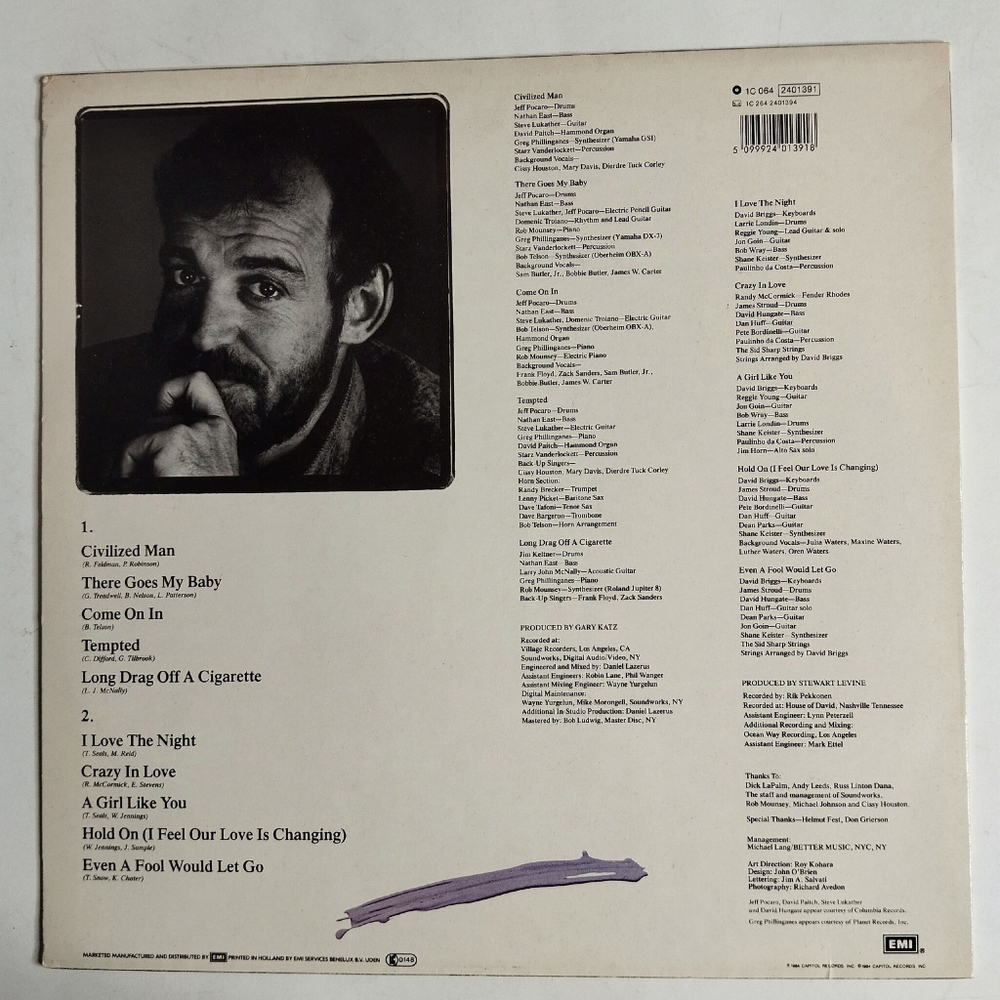 1.
Civilized Man
(R. Feldman, P. Robinson)
There Goes My Baby
(G. Treadwell, B. Nelson, L. Patterson)
Come On In
(B. Telson)
Tempted
(C. Difford, G. Tilbrook)
Long Drag Off A Cigarette
(L. J. McNally)
2.
I Love The Night
(T. Seals, M. Reid)
Crazy In Love
(R. McCormick, E. Stevens)
A Girl Like You
(T. Seals, W. Jennings)
Hold On (I Feel Our Love Is Changing)
(W. Jennings, J. Sample)
Even A Fool Would Let Go
(T. Snow, K. Chater)
Civilized Man
Jeff Pocaro—Drums
Nathan East—Bass
Steve Lukather—Guitar
David Paitch—Hammond Organ
Greg Phillinganes—Synthesizer (Yamaha GS1)
Starz Vanderlockett—Percussion
Background Vocals—
Cissy Houston, Mary Davis, Dierdre Tuck Corley
There Goes My Baby
Jeff Pocaro—Drums
Nathan East—Bass
Steve Lukather, Jeff Pocaro—Electric Pencil Guitar
Domenic Troiano—Rhythm and Lead Guitar
Rob Mounsey—Piano
Greg Phillinganes—Synthesizer (Yamaha DX-7)
Starz Vanderlockett—Percussion
Bob Telson—Synthesizer (Oberheim OBX-A)
Background Vocals—
Sam Butler, Jr., Bobbie Butler, James W. Carter
Come On In
Jeff Pocaro—Drums
Nathan East—Bass
Steve Lukather, Domenic Troiano—Electric Guitar
Bob Telson—Synthesizer (Oberheim OBX-A),
Hammond Organ
Greg Phillinganes—Piano
Rob Mounsey—Electric Piano
Background Vocals—
Frank Floyd, Zack Sanders, Sam Butler, Jr.,
Bobbie Butler, James W. Carter
Tempted
Jeff Pocaro—Drums
Nathan East—Bass
Steve Lukather—Electric Guitar
Greg Phillinganes—Piano
David Paitch—Hammond Organ
Starz Vanderlockett—Percussion
Back-Up Singers—
Cissy Houston, Mary Davis, Dierdre Tuck Corley
Horn Section:
Randy Brecker—Trumpet
Lenny Picket—Baritone Sax
Dave Tafoni—Tenor Sax
Dave Bargeron—Trombone
Bob Telson—Horn Arrangement
Long Drag Off A Cigarette
Jim Keltner—Drums
Nathan East—Bass
Larry John McNally—Acoustic Guitar
Greg Phillinganes—Piano
Rob Mounsey—Synthesizer (Roland Jupiter 8)
Back-Up Singers—Frank Floyd, Zack Sanders
PRODUCED BY GARY KATZ
Recorded at:
Village Recorders, Los Angeles, CA
Soundworks, Digital Audio/Video, NY
Engineered and Mixed by: Daniel Lazerus
Assistant Engineers: Robin Lane, Phil Wanger
Assistant Mixing Engineer: Wayne Yurgelun
Digital Maintenance:
Wayne Yurgelun, Mike Morongell, Soundworks, NY
Additional In-Studio Production: Daniel Lazerus
Mastered by: Bob Ludwig, Master Disc, NY
1C 064 2401391
1C 264 2401394
5 099924 013918
I Love The Night
David Briggs—Keyboards
Larrie Londin—Drums
Reggie Young—Lead Guitar & solo
Jon Goin—Guitar
Bob Wray—Bass
Shane Keister—Synthesizer
Paulinho da Costa—Percussion
Crazy In Love
Randy McCormick—Fender Rhodes
James Stroud—Drums
David Hungate—Bass
Dan Huff—Guitar
Pete Bordinelli—Guitar
Paulinho da Costa—Percussion
The Sid Sharp Strings
Strings Arranged by David Briggs
A Girl Like You
David Briggs—Keyboards
Reggie Young—Guitar
Jon Goin—Guitar
Bob Wray—Bass
Larrie Londin—Drums
Shane Keister—Synthesizer
Paulinho da Costa—Percussion
Jim Horn—Alto Sax solo
Hold On (I Feel Our Love Is Changing)
David Briggs—Keyboards
James Stroud—Drums
David Hungate—Bass
Pete Bordinelli—Guitar
Dan Huff—Guitar
Dean Parks—Guitar
Shane Keister—Synthesizer
Background Vocals—Julia Waters, Maxine Waters,
Luther Waters, Oren Waters
Even A Fool Would Let Go
David Briggs—Keyboards
James Stroud—Drums
David Hungate—Bass
Dan Huff—Guitar solo
Dean Parks—Guitar
Jon Goin—Guitar
Shane Keister—Synthesizer
The Sid Sharp Strings
Strings Arranged by David Briggs
PRODUCED BY STEWART LEVINE
Recorded by: Rik Pekkonen
Recorded at: House of David, Nashville Tennessee
Assistant Engineer: Lynn Peterzell
Additional Recording and Mixing:
Ocean Way Recording, Los Angeles
Assistant Engineer: Mark Ettel
Thanks To:
Dick LaPalm, Andy Leeds, Russ Linton Dana,
The staff and management of Soundworks,
Rob Mounsey, Michael Johnson and Cissy Houston.
Special Thanks—Helmut Fest, Don Grierson
Management:
Michael Lang/BETTER MUSIC, NYC, NY
Art Direction: Roy Kohara
Design: John O'Brien
Lettering: Jim A. Salvati
Photography: Richard Avedon
Jeff Pocaro, David Paitch, Steve Lukather
and David Hungate appear courtesy of Columbia Records.
Greg Phillinganes appears courtesy of Planet Records, Inc.
EMI
MARKETED MANUFACTURED AND DISTRIBUTED BY EMI PRINTED IN HOLLAND BY EMI SERVICES BENELUX B.V. UDEN K 0148
℗ 1984 CAPITOL RECORDS, INC. © 1984 CAPITOL RECORDS, INC.